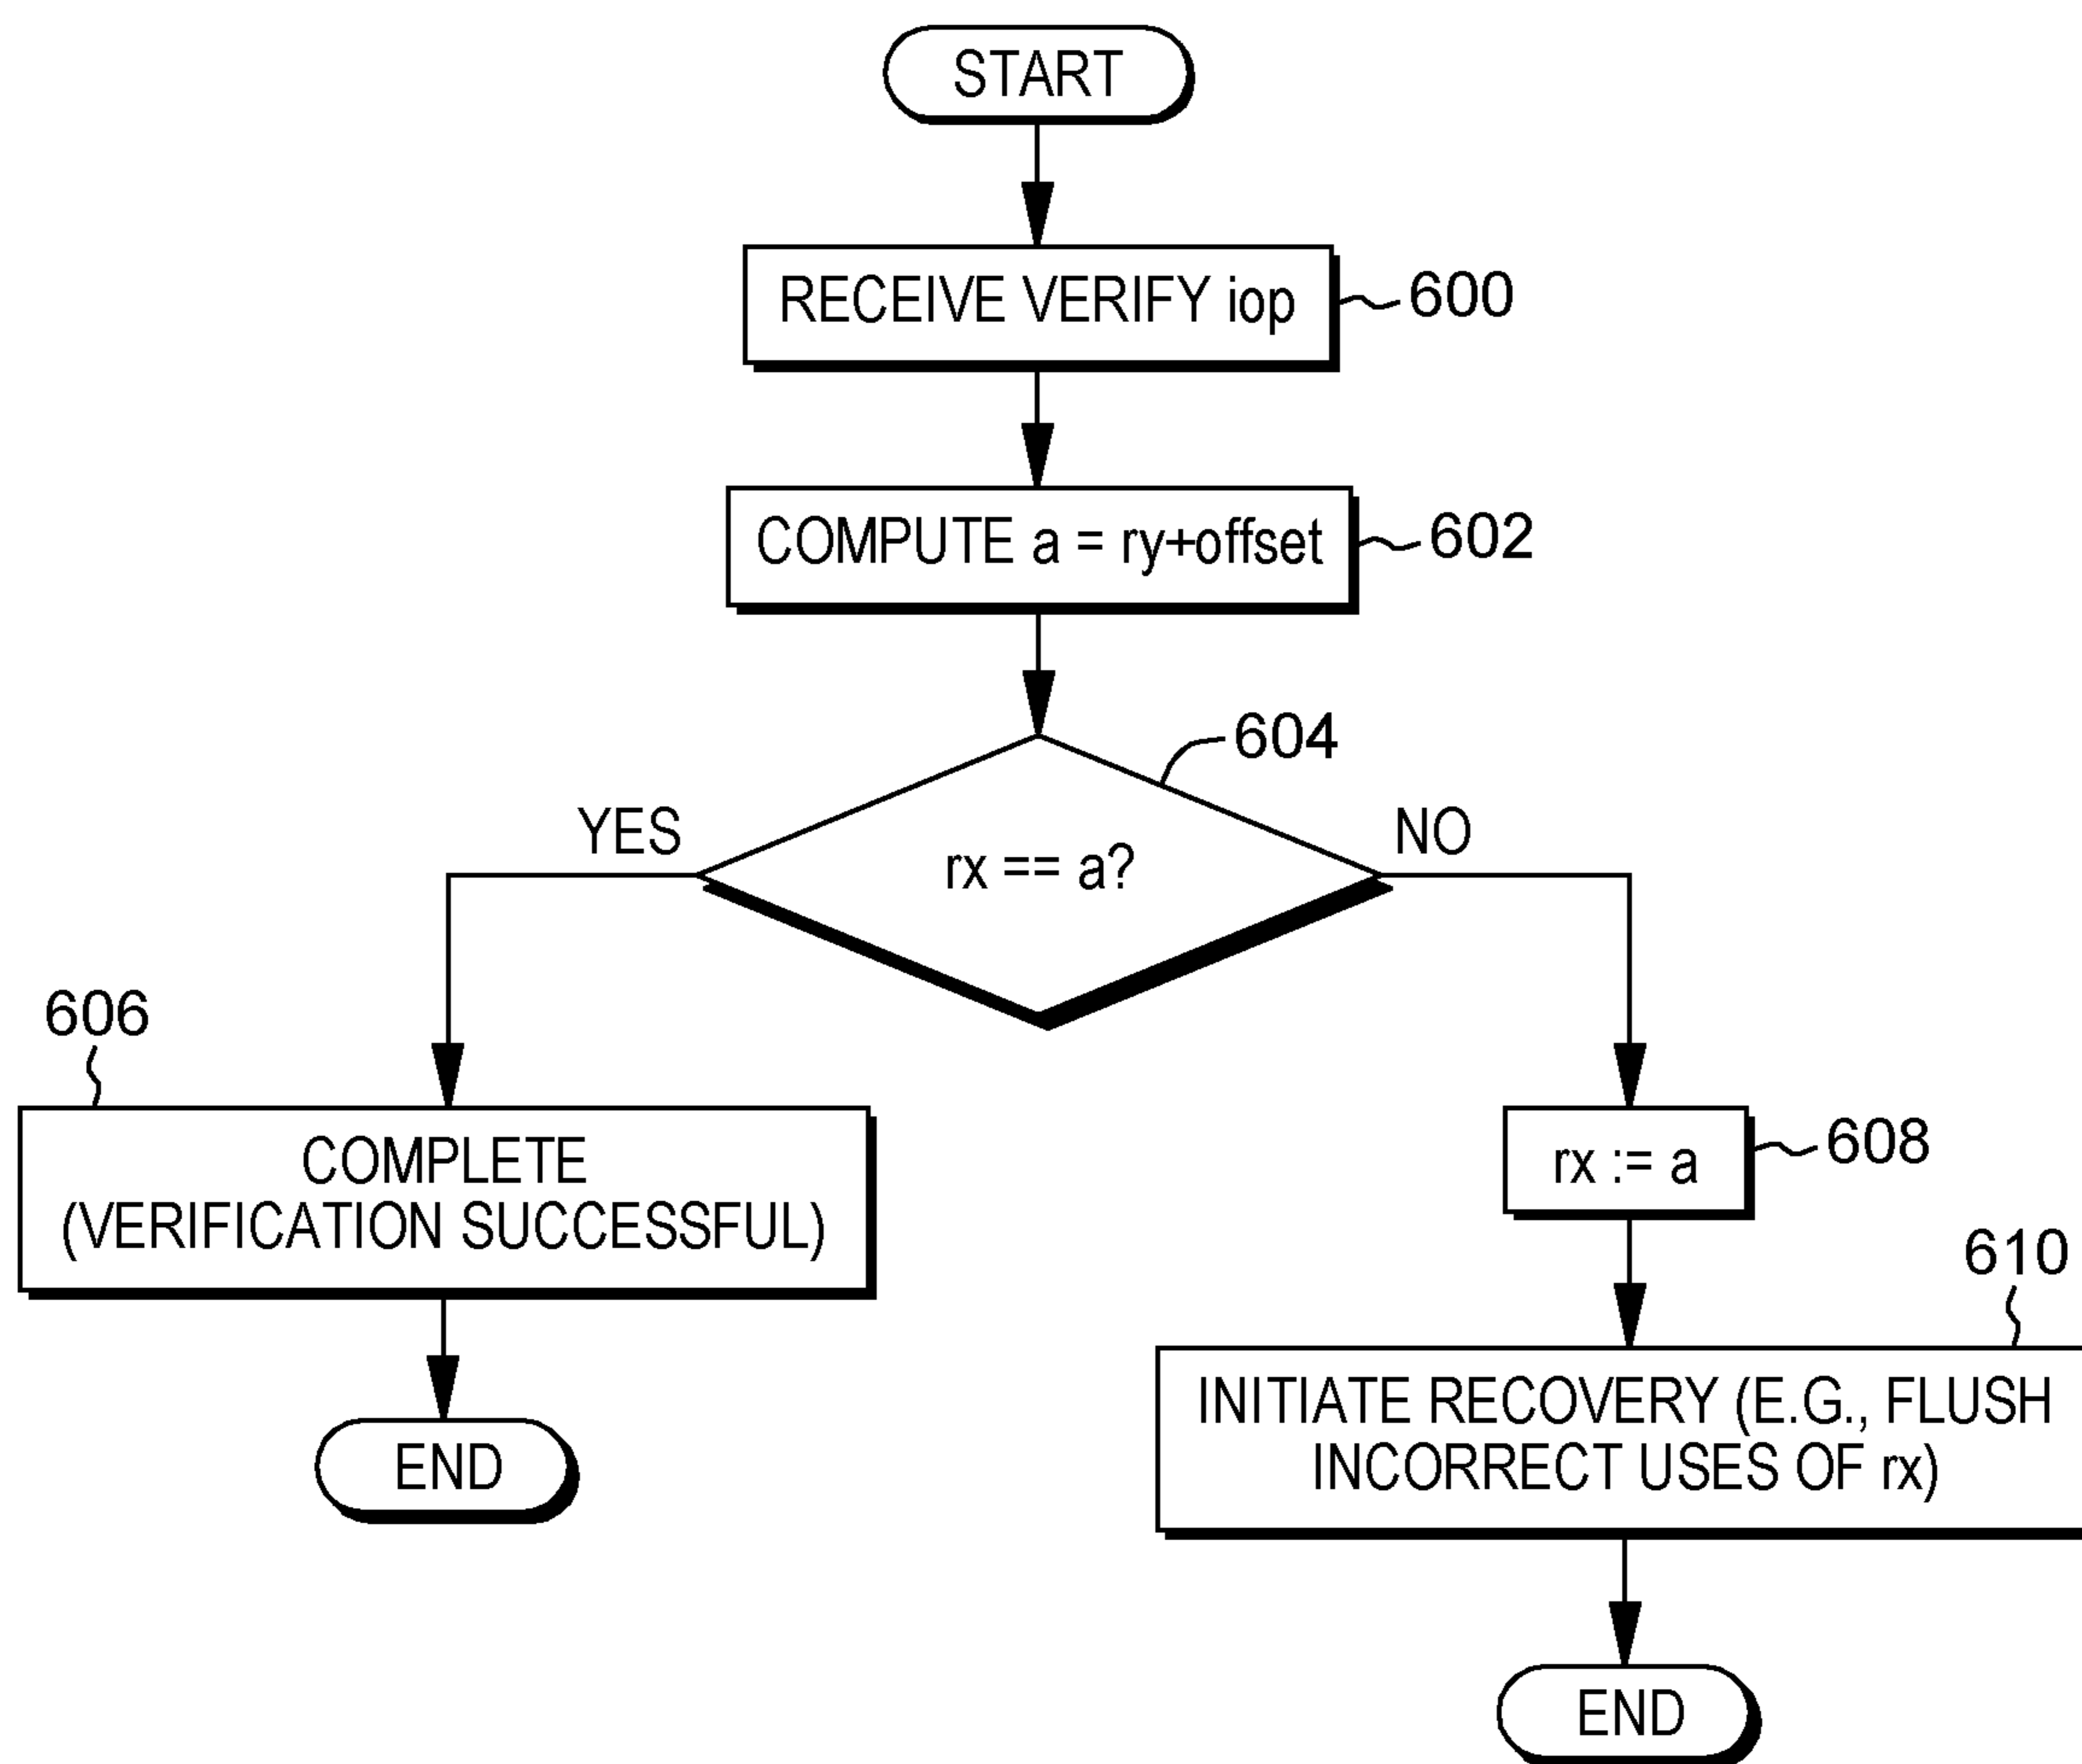 START
RECEIVE VERIFY iop
600
COMPUTE a = ry+offset
602
604
YES
rx == a?
NO
606
COMPLETE
(VERIFICATION SUCCESSFUL)
END
rx := a
608
610
INITIATE RECOVERY (E.G., FLUSH
INCORRECT USES OF rx)
END